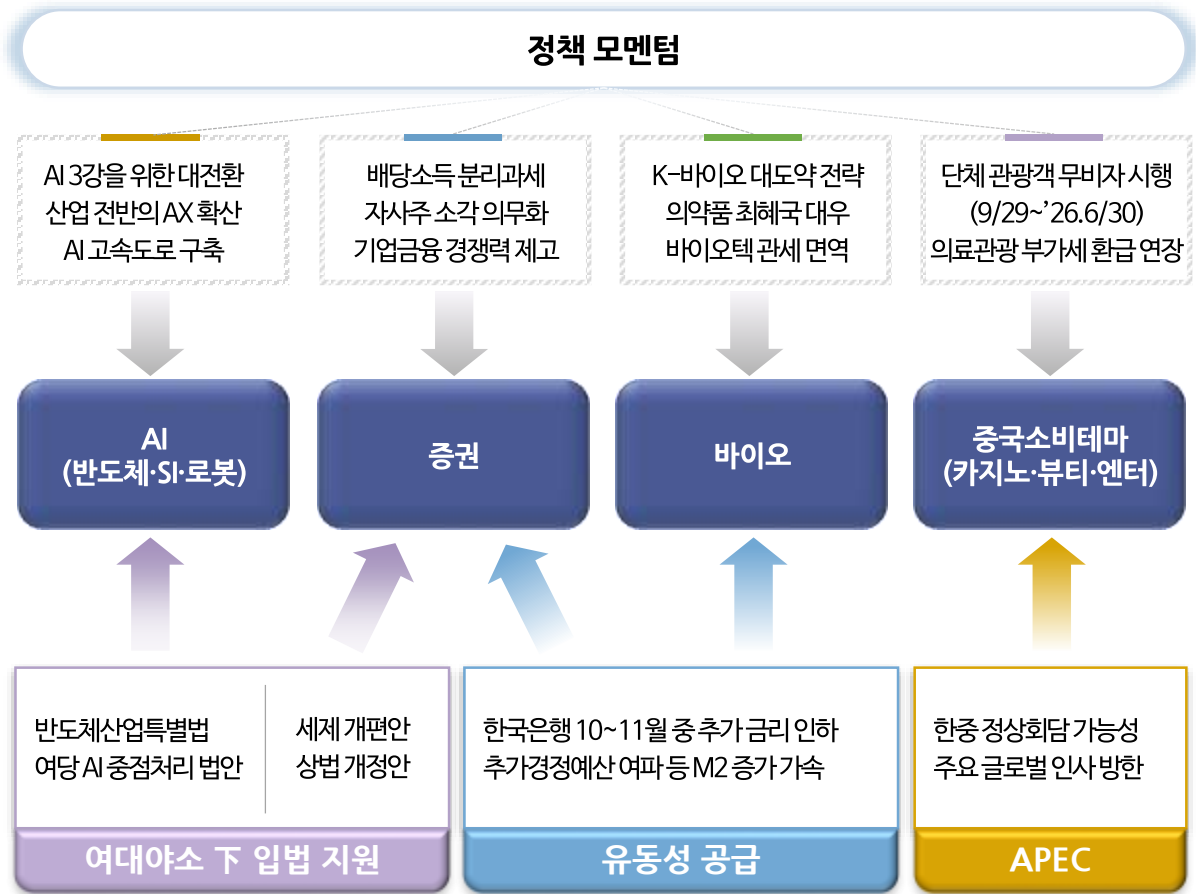 정책 모멘텀
AI 3강을 위한 대전환
산업 전반의 AX 확산
AI 고속도로 구축
배당소득 분리과세
자사주 소각 의무화
기업금융 경쟁력 제고
K-바이오 대도약 전략
의약품 최혜국 대우
바이오텍 관세 면역
단체 관광객 무비자 시행
(9/29~’26.6/30)
의료관광 부가세 환급 연장
AI
(반도체·SI·로봇)
증권
바이오
중국소비테마
(카지노·뷰티·엔터)
반도체산업특별법
여당 AI 중점처리 법안
세제 개편안
상법 개정안
여대야소 下 입법 지원
한국은행 10~11월 중 추가 금리 인하
추가경정예산 여파 등 M2 증가 가속
유동성 공급
한중 정상회담 가능성
주요 글로벌 인사 방한
APEC